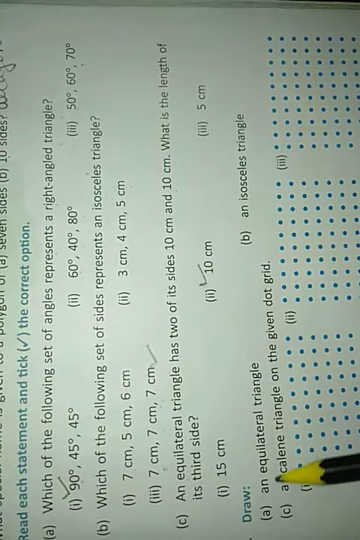 polygon of (a) seven sides (b) 10 sides?
Read each statement and tick (✓) the correct option.
(a) Which of the following set of angles represents a right-angled triangle?
(i) 90°, 45°, 45° (ii) 60°, 40°, 80° (iii) 50°, 60°, 70°
(b) Which of the following set of sides represents an isosceles triangle?
(i) 7 cm, 5 cm, 6 cm (ii) 3 cm, 4 cm, 5 cm
(iii) 7 cm, 7 cm, 7 cm ✓
(c) An equilateral triangle has two of its sides 10 cm and 10 cm. What is the length of
its third side?
(i) 15 cm (ii) 10 cm (iii) 5 cm
Draw:
(a) an equilateral triangle (b) an isosceles triangle
(c) a scalene triangle on the given dot grid.
(ii) (iii)